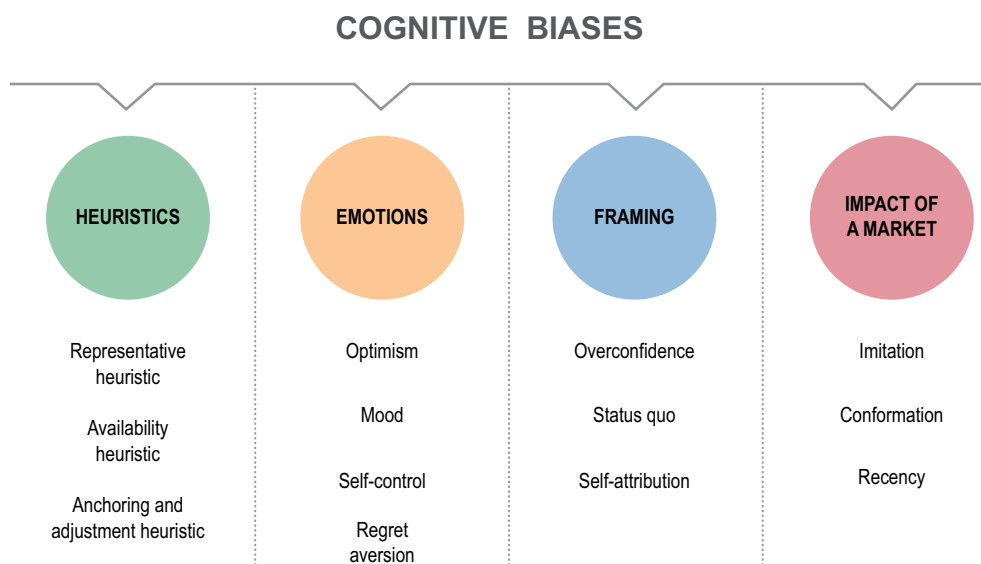 COGNITIVE BIASES
HEURISTICS
Representative
heuristic
Availability
heuristic
Anchoring and
adjustment heuristic
EMOTIONS
Optimism
Mood
Self-control
Regret
aversion
FRAMING
Overconfidence
Status quo
Self-attribution
IMPACT OF
A MARKET
Imitation
Conformation
Recency